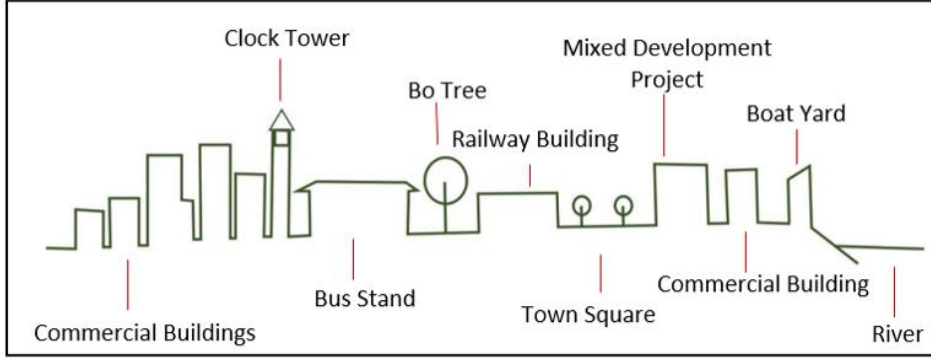 Clock Tower
Mixed Development
Project
Bo Tree
Boat Yard
Railway Building
Commercial Building
Bus Stand
Town Square
Commercial Buildings
River